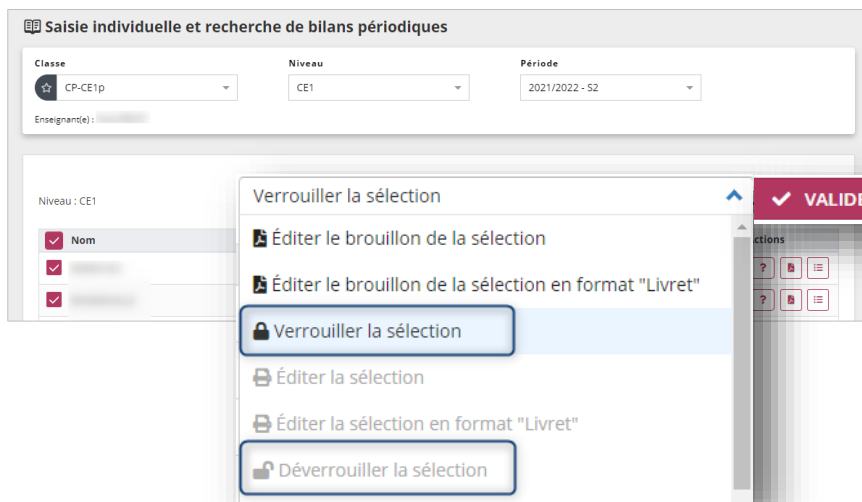 Saisie individuelle et recherche de bilans périodiques
Classe
Niveau
Période
CP-CE1p
CE1
2021/2022 - S2
Enseignant(e) :
Niveau : CE1
Verrouiller la sélection
VALIDE
Nom
ctions
Éditer le brouillon de la sélection
Éditer le brouillon de la sélection en format "Livret"
Verrouiller la sélection
Éditer la sélection
Éditer la sélection en format "Livret"
Déverrouiller la sélection